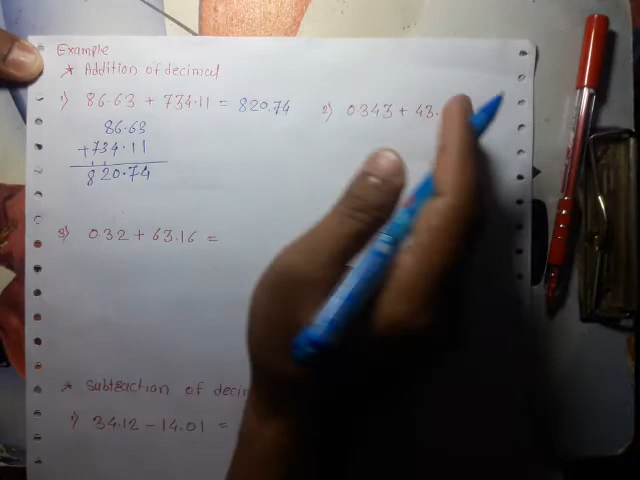 Example
* Addition of decimal
1) 86.63 + 734.11 = 820.74
86.63
+734.11
820.74
2) 0.343 + 43.
3) 0.32 + 63.16 =
* Subtraction of decim
1) 34.12 - 14.01 =